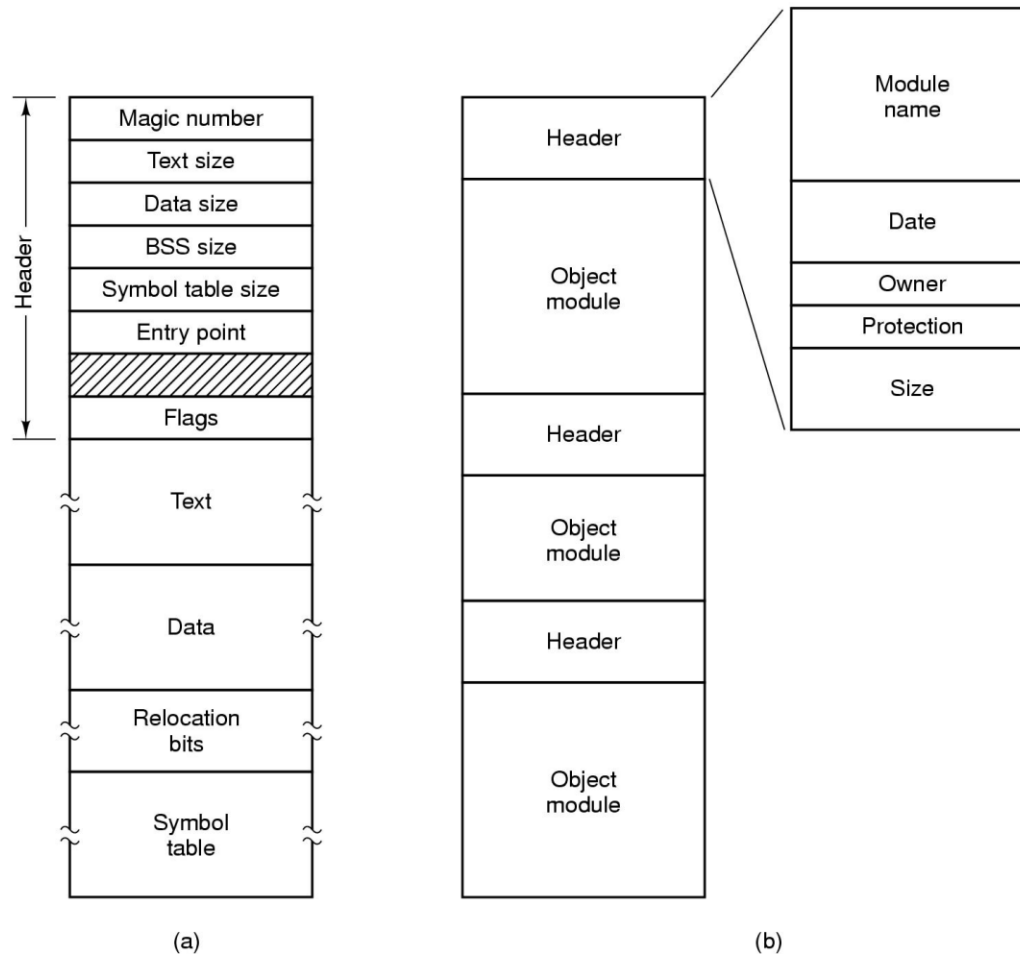 Header
Magic number
Text size
Data size
BSS size
Symbol table size
Entry point
Flags
Text
Data
Relocation
bits
Symbol
table
(a)
Header
Object
module
Header
Object
module
Header
Object
module
Module
name
Date
Owner
Protection
Size
(b)